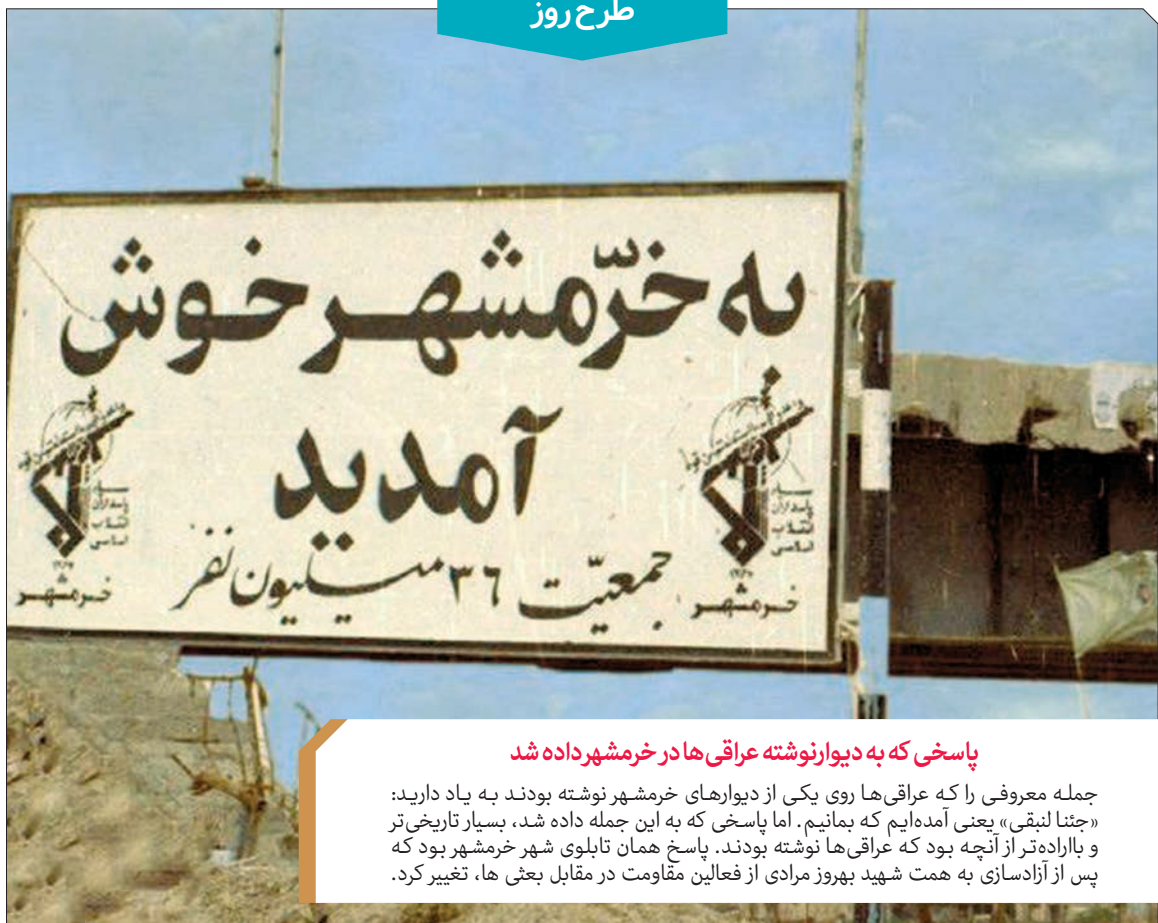 طرح روز
به خرّمشهر خوش
آمدید
جمعیّت ۳۶ میلیون نفر
سپاه
پاسداران
انقلاب
اسلامی
خرمشهر
پاسداران
انقلاب
اسلامی
خرمشهر
پاسخی که به دیوارنوشته عراقی‌ها در خرمشهر داده شد
جمله معروفی را که عراقی‌ها روی یکی از دیوارهای خرمشهر نوشته بودند به یاد دارید:
«جئنا لنبقی» یعنی آمده‌ایم که بمانیم. اما پاسخی که به این جمله داده شد، بسیار تاریخی‌تر
و بااراده‌تر از آنچه بود که عراقی‌ها نوشته بودند. پاسخ همان تابلوی شهر خرمشهر بود که
پس از آزادسازی به همت شهید بهروز مرادی از فعالین مقاومت در مقابل بعثی ها، تغییر کرد.